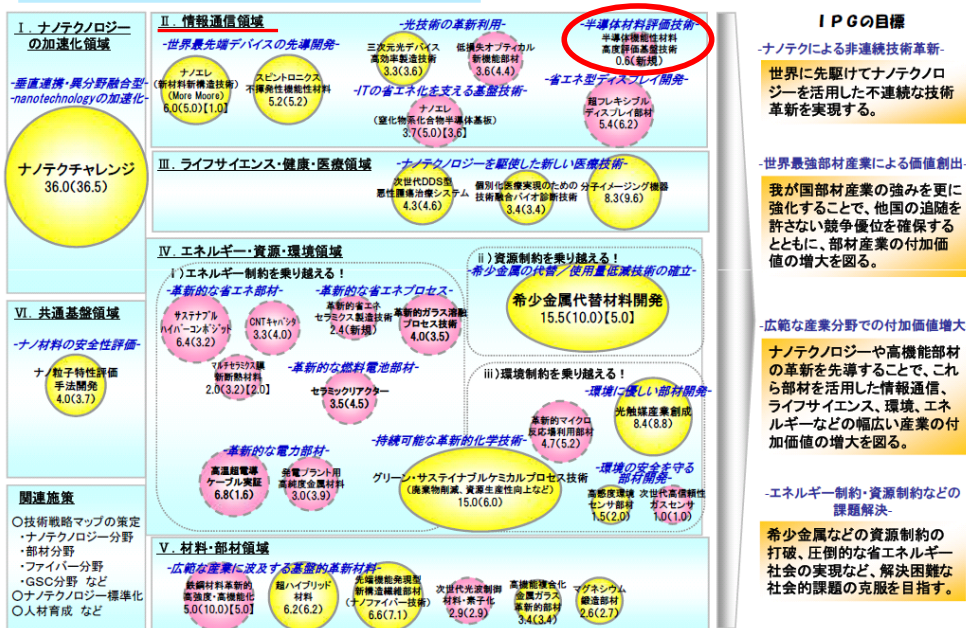 Ⅰ. ナノテクノロジー
の加速化領域
-垂直連携・異分野融合型-
-nanotechnologyの加速化-
ナノテクチャレンジ
36.0(36.5)
Ⅵ. 共通基盤領域
-ナノ材料の安全性評価-
ナノ粒子特性評価
手法開発
4.0(3.7)
関連施策
○技術戦略マップの策定
・ナノテクノロジー分野
・部材分野
・ファイバー分野
・GSC分野 など
○ナノテクノロジー標準化
○人材育成 など
Ⅱ. 情報通信領域
-世界最先端デバイスの先導開発-
ナノエレ
(新材料新構造技術)
(More Moore)
6.0(5.0)【1.0】
スピントロニクス
不揮発性機能性材料
5.2(5.2)
-光技術の革新利用-
三次元光デバイス
高効率製造技術
3.3(3.6)
低損失オプティカル
新機能部材
3.6(4.4)
-ITの省エネ化を支える基盤技術-
ナノエレ
(窒化物系化合物半導体基板)
3.7(5.0)【3.6】
-半導体材料評価技術-
半導体機能性材料
高度評価基盤技術
0.6(新規)
-省エネ型ディスプレイ開発-
超フレキシブル
ディスプレイ部材
5.4(6.2)
Ⅲ. ライフサイエンス・健康・医療領域
-ナノテクノロジーを駆使した新しい医療技術-
次世代DDS型
悪性腫瘍治療システム
4.3(4.6)
個別化医療実現のための
技術融合バイオ診断技術
3.4(3.4)
分子イメージング機器
8.3(9.6)
Ⅳ. エネルギー・資源・環境領域
ⅰ)エネルギー制約を乗り越える！
-革新的な省エネ部材-
サステナブル
ハイパーコンポジッド
6.4(3.2)
CNTキャパシタ
3.3(4.0)
マルチセラミクス膜
新断熱材料
2.0(3.2)【2.0】
-革新的な省エネプロセス-
革新的省エネ
セラミクス製造技術
2.4(新規)
革新的ガラス溶融
プロセス技術
4.0(3.5)
-革新的な燃料電池部材-
セラミックリアクター
3.5(4.5)
-革新的な電力部材-
高温超電導
ケーブル実証
6.8(1.6)
発電プラント用
高純度金属材料
3.0(3.9)
-持続可能な革新的化学技術-
グリーン・サステイナブルケミカルプロセス技術
(廃棄物削減、資源生産性向上など)
15.0(6.0)
ⅱ)資源制約を乗り越える！
-希少金属の代替／使用量低減技術の確立-
希少金属代替材料開発
15.5(10.0)【5.0】
ⅲ)環境制約を乗り越える！
-環境に優しい部材開発-
革新的マイクロ
反応場利用部材
4.7(5.2)
光触媒産業創成
8.4(8.8)
-環境の安全を守る
部材開発-
高感度環境
センサ部材
1.5(2.0)
次世代高信頼性
ガスセンサ
1.0(1.0)
Ⅴ. 材料・部材領域
-広範な産業に波及する基盤的革新材料-
鉄鋼材料革新的
高強度・高機能化
5.0(10.0)【5.0】
超ハイブリッド
材料
6.2(6.2)
先端機能発現型
新構造繊維部材
(ナノファイバー技術)
6.6(7.1)
次世代光波制御
材料・素子化
2.9(2.9)
高機能複合化
金属ガラス
革新的部材
3.4(3.4)
マグネシウム
鍛造部材
2.6(2.7)
ＩＰＧの目標
-ナノテクによる非連続技術革新-
世界に先駆けてナノテクノロ
ジーを活用した不連続な技術
革新を実現する。
-世界最強部材産業による価値創出-
我が国部材産業の強みを更に
強化することで、他国の追随を
許さない競争優位を確保する
とともに、部材産業の付加価
値の増大を図る。
-広範な産業分野での付加価値増大
ナノテクノロジーや高機能部材
の革新を先導することで、これ
ら部材を活用した情報通信、
ライフサイエンス、環境、エネ
ルギーなどの幅広い産業の付
加価値の増大を図る。
-エネルギー制約・資源制約などの
課題解決-
希少金属などの資源制約の
打破、圧倒的な省エネルギー
社会の実現など、解決困難な
社会的課題の克服を目指す。